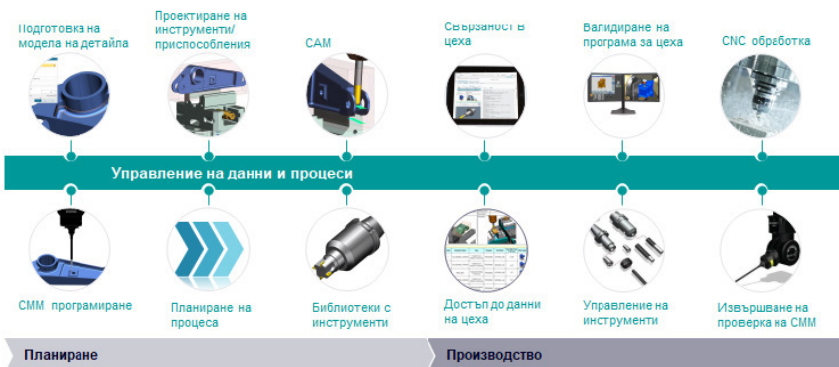 Подготовка на
модела на детайла
Проектиране на
инструменти/
приспособления
CAM
Свързаност в
цеха
Валидиране на
програма за цеха
CNC обработка
Управление на данни и процеси
СММ програмиране
Планиране на
процеса
Библиотеки с
инструменти
Достъп до данни
на цеха
Управление на
инструменти
Извършване на
проверка на СММ
Планиране
Производство